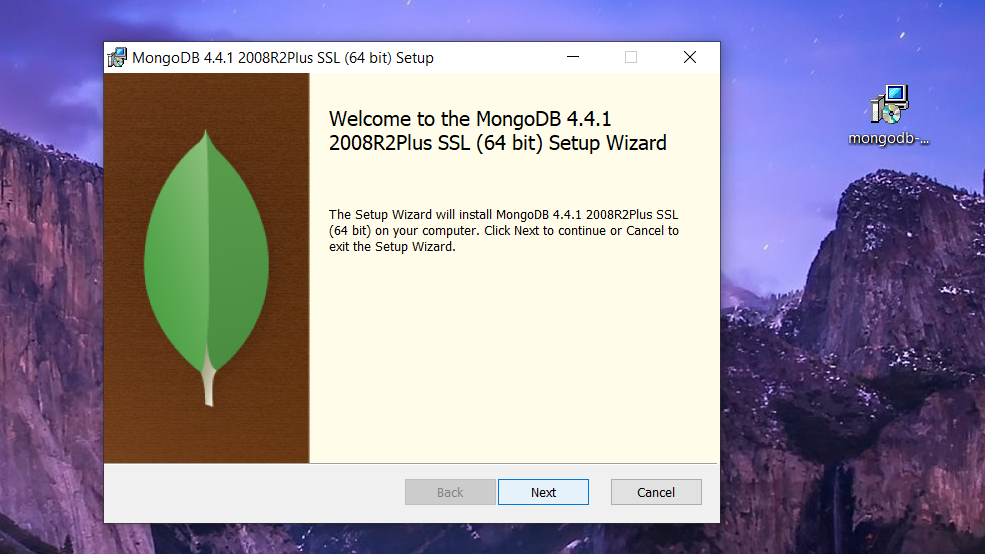 MongoDB 4.4.1 2008R2Plus SSL (64 bit) Setup
Welcome to the MongoDB 4.4.1
2008R2Plus SSL (64 bit) Setup Wizard
The Setup Wizard will install MongoDB 4.4.1 2008R2Plus SSL
(64 bit) on your computer. Click Next to continue or Cancel to
exit the Setup Wizard.
Back
Next
Cancel
mongodb-...